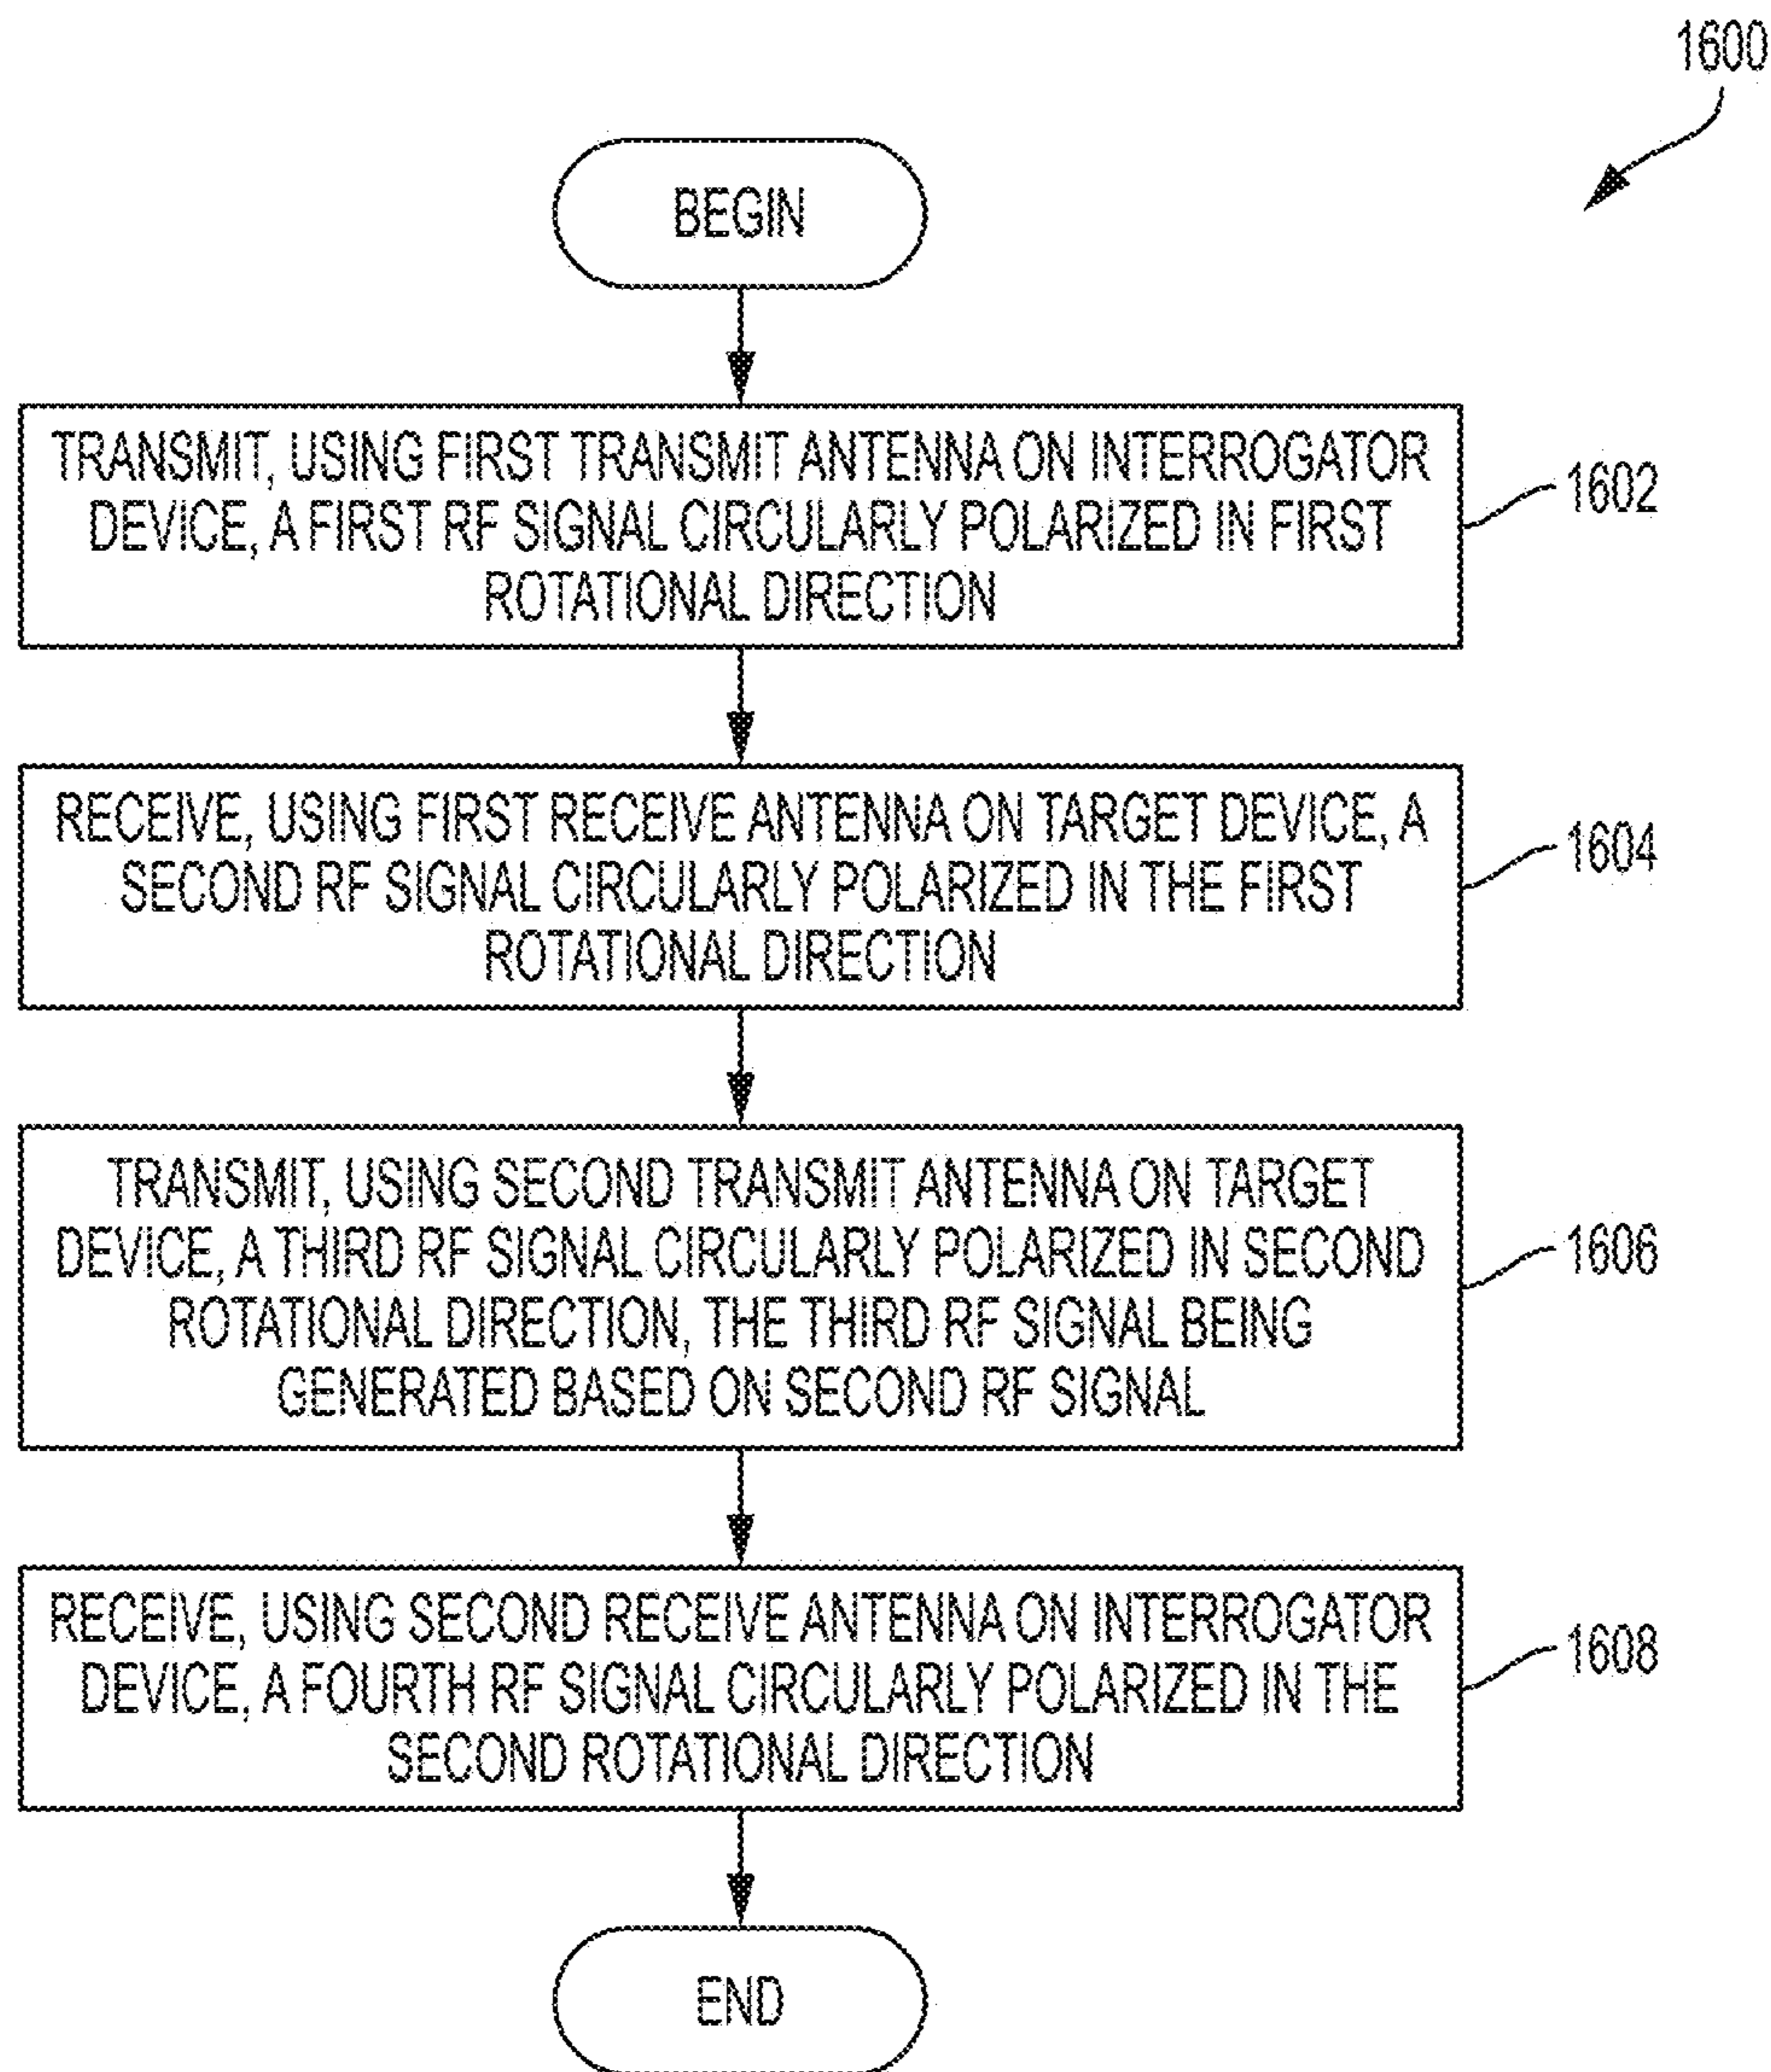 1600
BEGIN
TRANSMIT, USING FIRST TRANSMIT ANTENNA ON INTERROGATOR
DEVICE, A FIRST RF SIGNAL CIRCULARLY POLARIZED IN FIRST
ROTATIONAL DIRECTION
1602
RECEIVE, USING FIRST RECEIVE ANTENNA ON TARGET DEVICE, A
SECOND RF SIGNAL CIRCULARLY POLARIZED IN THE FIRST
ROTATIONAL DIRECTION
1604
TRANSMIT, USING SECOND TRANSMIT ANTENNA ON TARGET
DEVICE, A THIRD RF SIGNAL CIRCULARLY POLARIZED IN SECOND
ROTATIONAL DIRECTION, THE THIRD RF SIGNAL BEING
GENERATED BASED ON SECOND RF SIGNAL
1606
RECEIVE, USING SECOND RECEIVE ANTENNA ON INTERROGATOR
DEVICE, A FOURTH RF SIGNAL CIRCULARLY POLARIZED IN THE
SECOND ROTATIONAL DIRECTION
1608
END